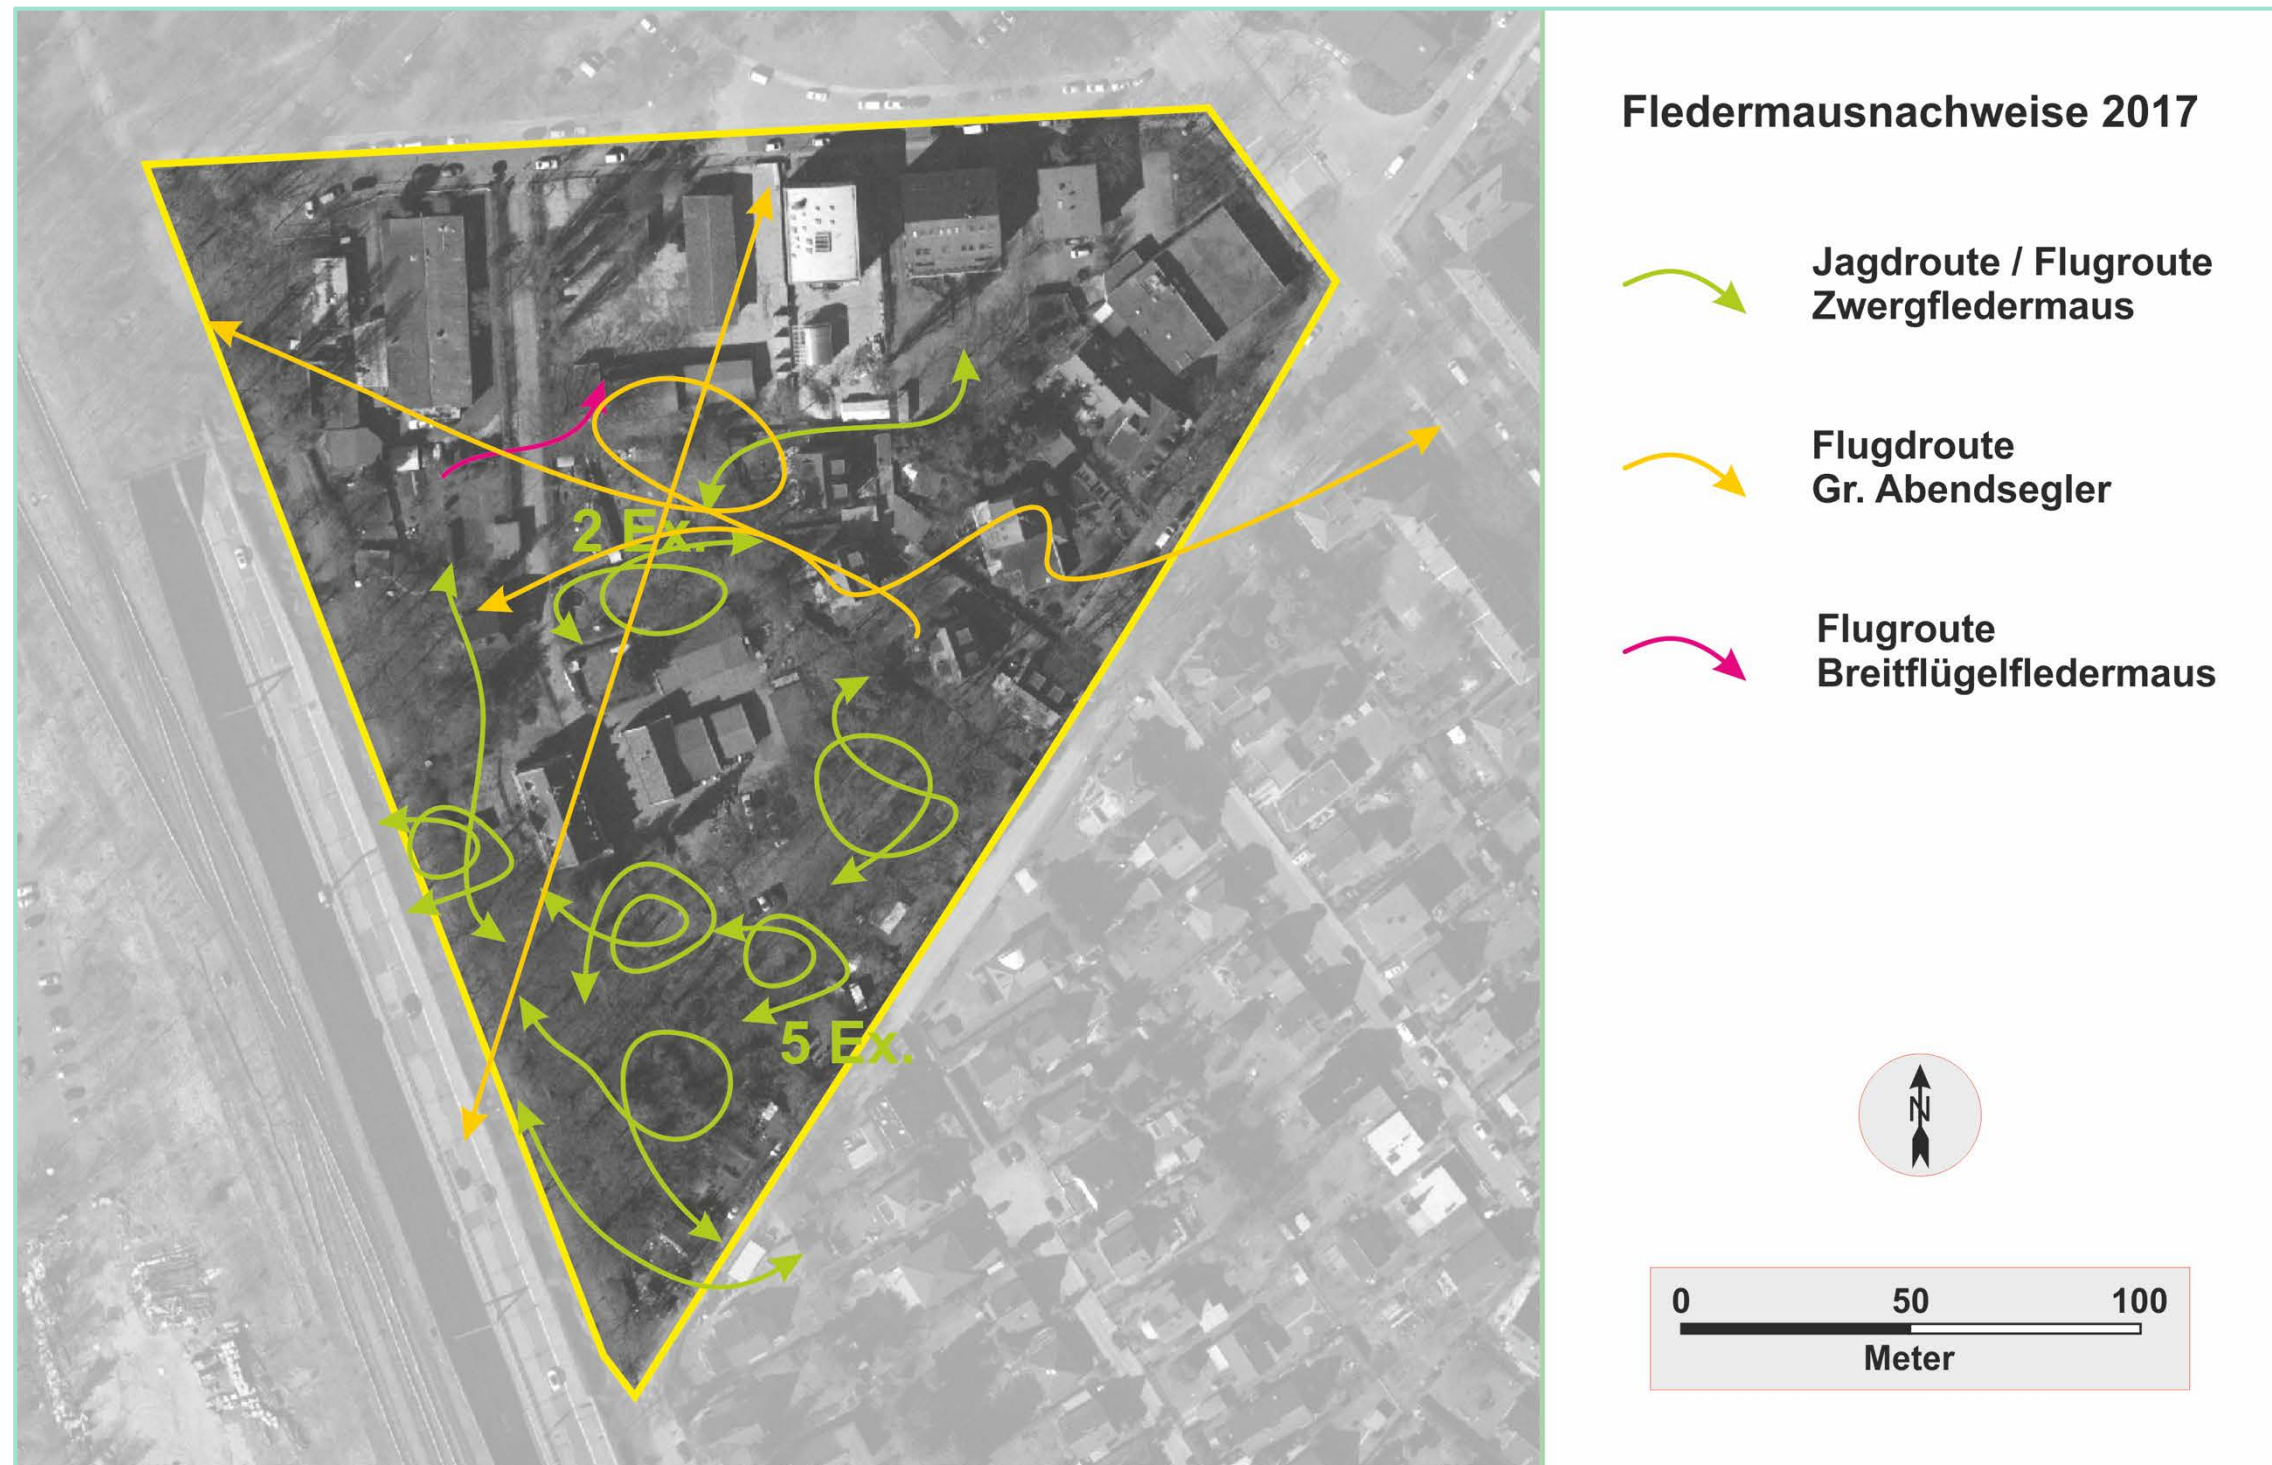 Fledermausnachweise 2017
Jagdroute / Flugroute
Zwergfledermaus
Flugdroute
Gr. Abendsegler
Flugroute
Breitflügelfledermaus
2 Ex.
5 Ex.
N
0 50 100
Meter